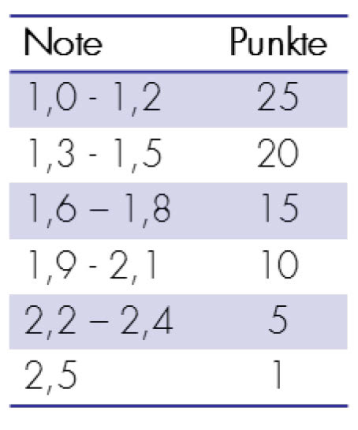 Note Punkte
1,0 - 1,2 25
1,3 - 1,5 20
1,6 – 1,8 15
1,9 - 2,1 10
2,2 – 2,4 5
2,5 1